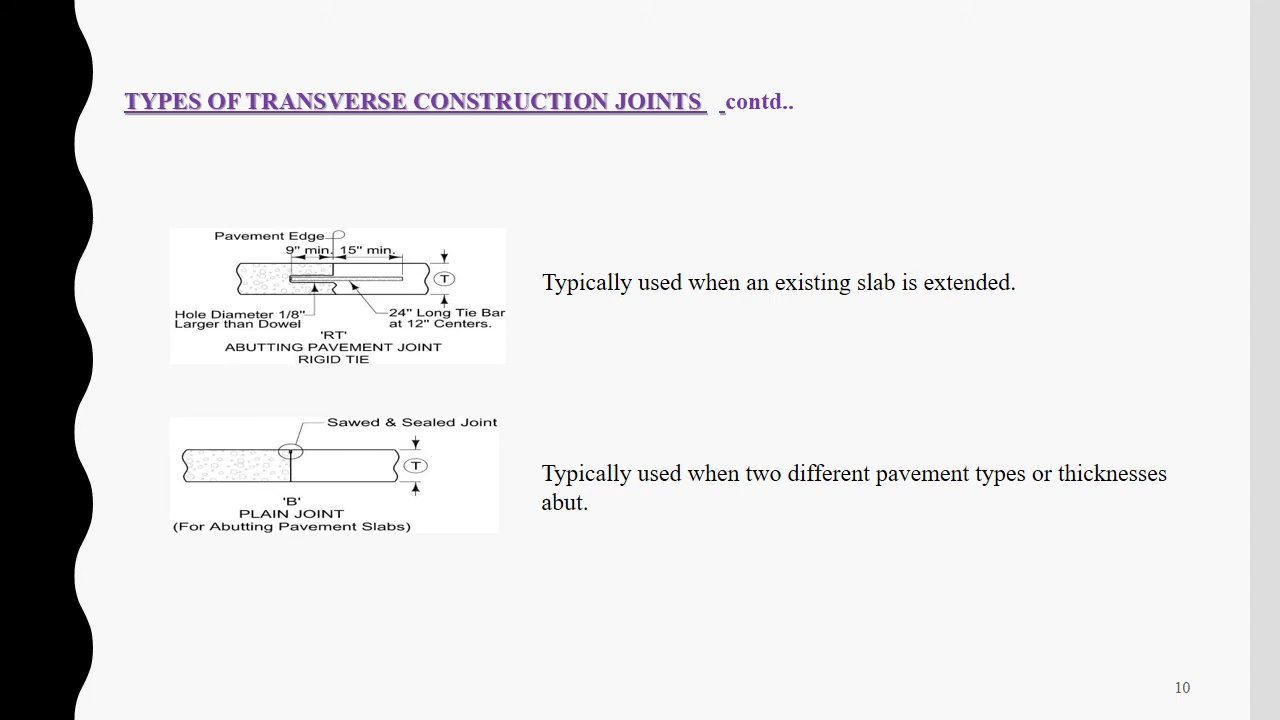 TYPES OF TRANSVERSE CONSTRUCTION JOINTS contd..
Pavement Edge
9" min. 15" min.
T
Hole Diameter 1/8"
Larger than Dowel
24" Long Tie Bar
at 12" Centers.
'RT'
ABUTTING PAVEMENT JOINT
RIGID TIE
Typically used when an existing slab is extended.
Sawed & Sealed Joint
T
'B'
PLAIN JOINT
(For Abutting Pavement Slabs)
Typically used when two different pavement types or thicknesses
abut.
10